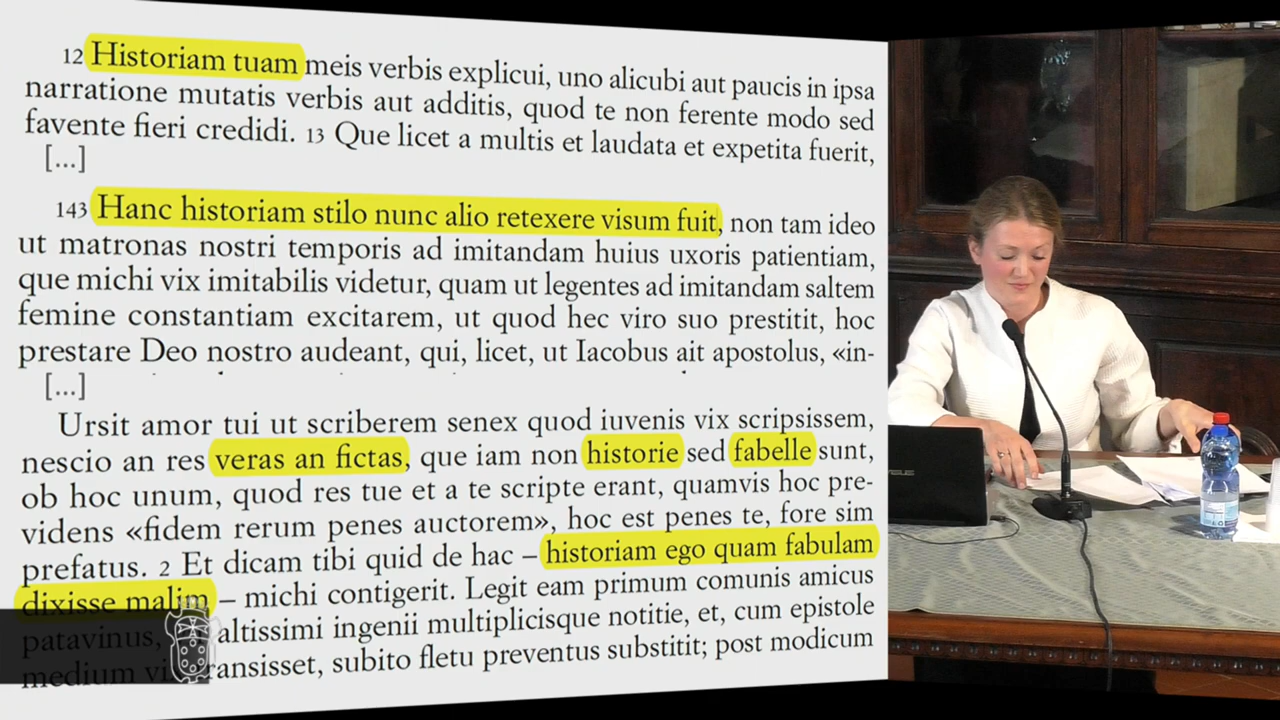 12 Historiam tuam meis verbis explicui, uno alicubi aut paucis in ipsa
narratione mutatis verbis aut additis, quod te non ferente modo sed
favente fieri credidi. 13 Que licet a multis et laudata et expetita fuerit,
[...]
143 Hanc historiam stilo nunc alio retexere visum fuit, non tam ideo
ut matronas nostri temporis ad imitandam huius uxoris patientiam,
que michi vix imitabilis videtur, quam ut legentes ad imitandam saltem
femine constantiam excitarem, ut quod hec viro suo prestitit, hoc
prestare Deo nostro audeant, qui, licet, ut Iacobus ait apostolus, «in-
[...]
Ursit amor tui ut scriberem senex quod iuvenis vix scripsissem,
nescio an res veras an fictas, que iam non historie sed fabelle sunt,
ob hoc unum, quod res tue et a te scripte erant, quamvis hoc pre-
videns «fidem rerum penes auctorem», hoc est penes te, fore sim
prefatus. 2 Et dicam tibi quid de hac – historiam ego quam fabulam
dixisse malim – michi contigerit. Legit eam primum comunis amicus
patavinus, altissimi ingenii multiplicisque notitie, et, cum epistole
medium ransisset, subito fletu preventus substitit; post modicum